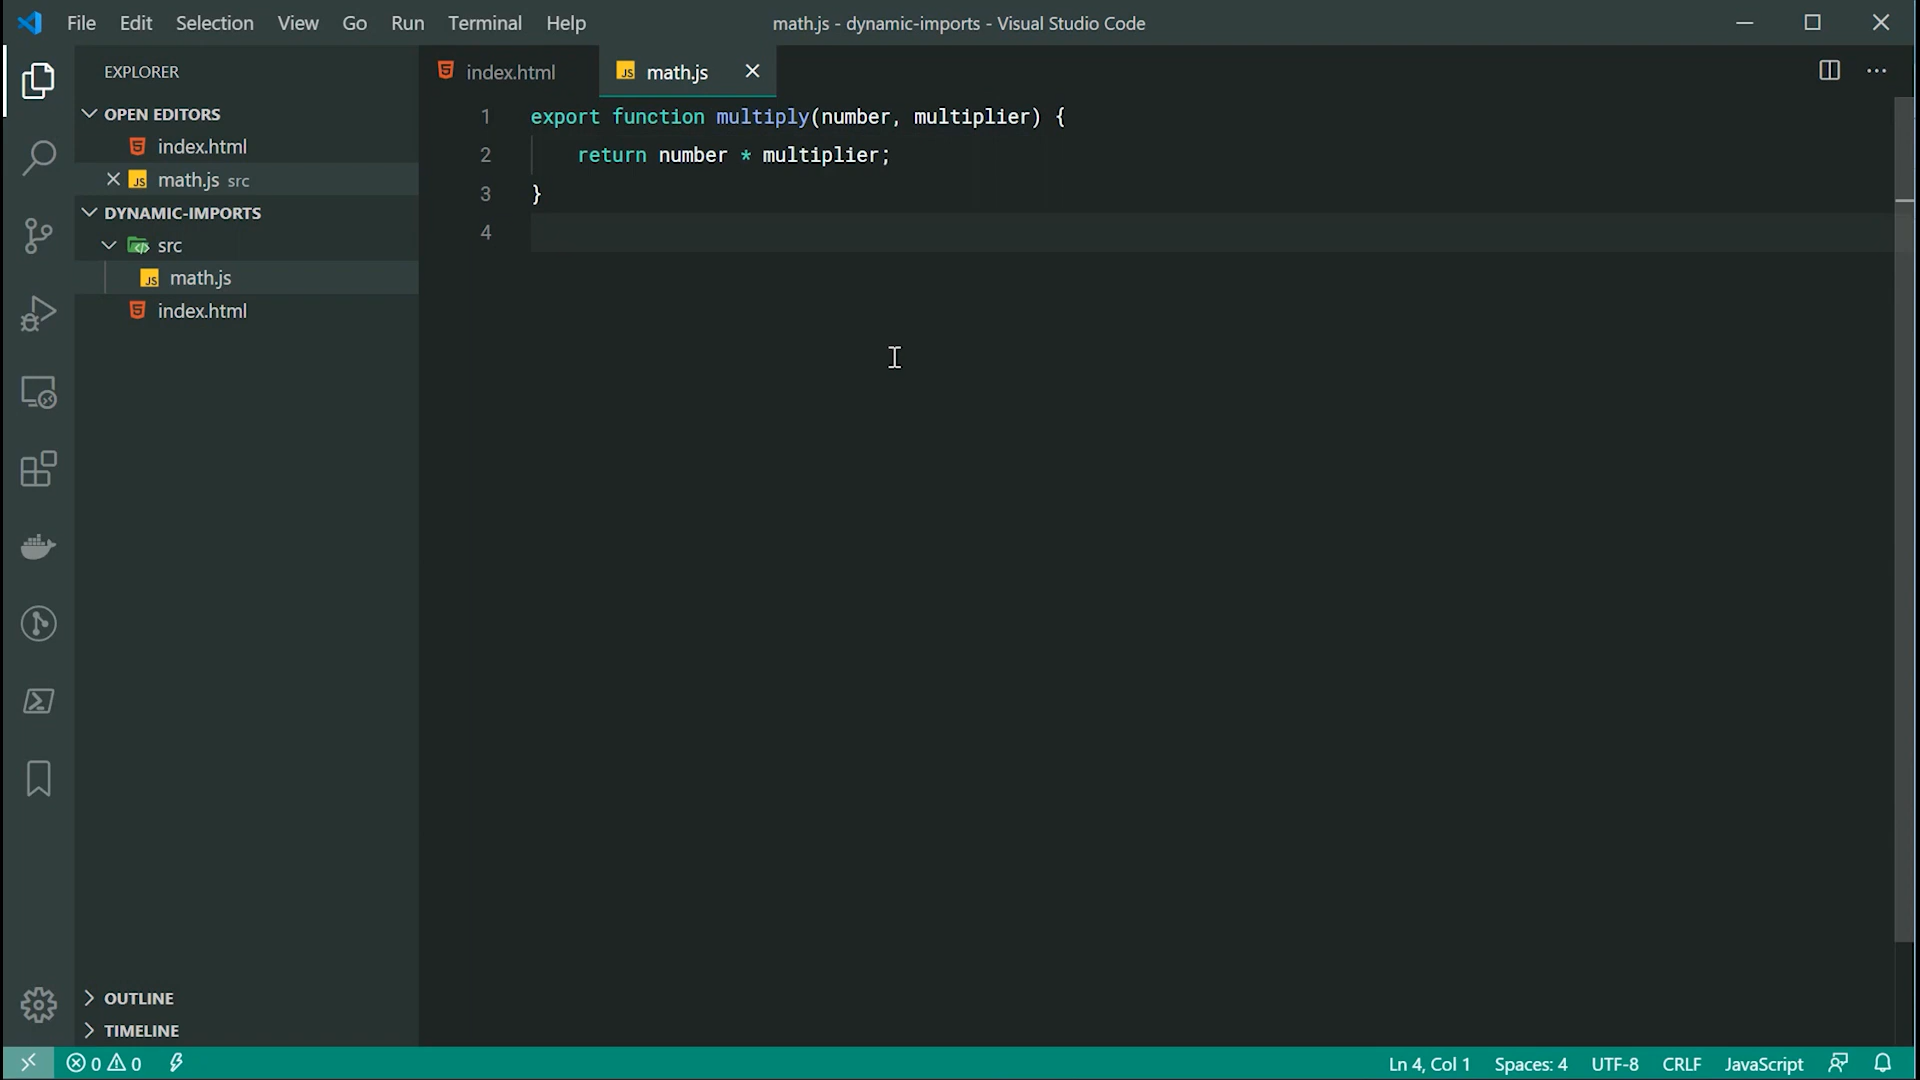 File Edit Selection View Go Run Terminal Help math.js - dynamic-imports - Visual Studio Code
EXPLORER
OPEN EDITORS
index.html
math.js src
DYNAMIC-IMPORTS
src
math.js
index.html
OUTLINE
TIMELINE
index.html math.js
1 export function multiply(number, multiplier) {
2 return number * multiplier;
3 }
4
0 0 Ln 4, Col 1 Spaces: 4 UTF-8 CRLF JavaScript